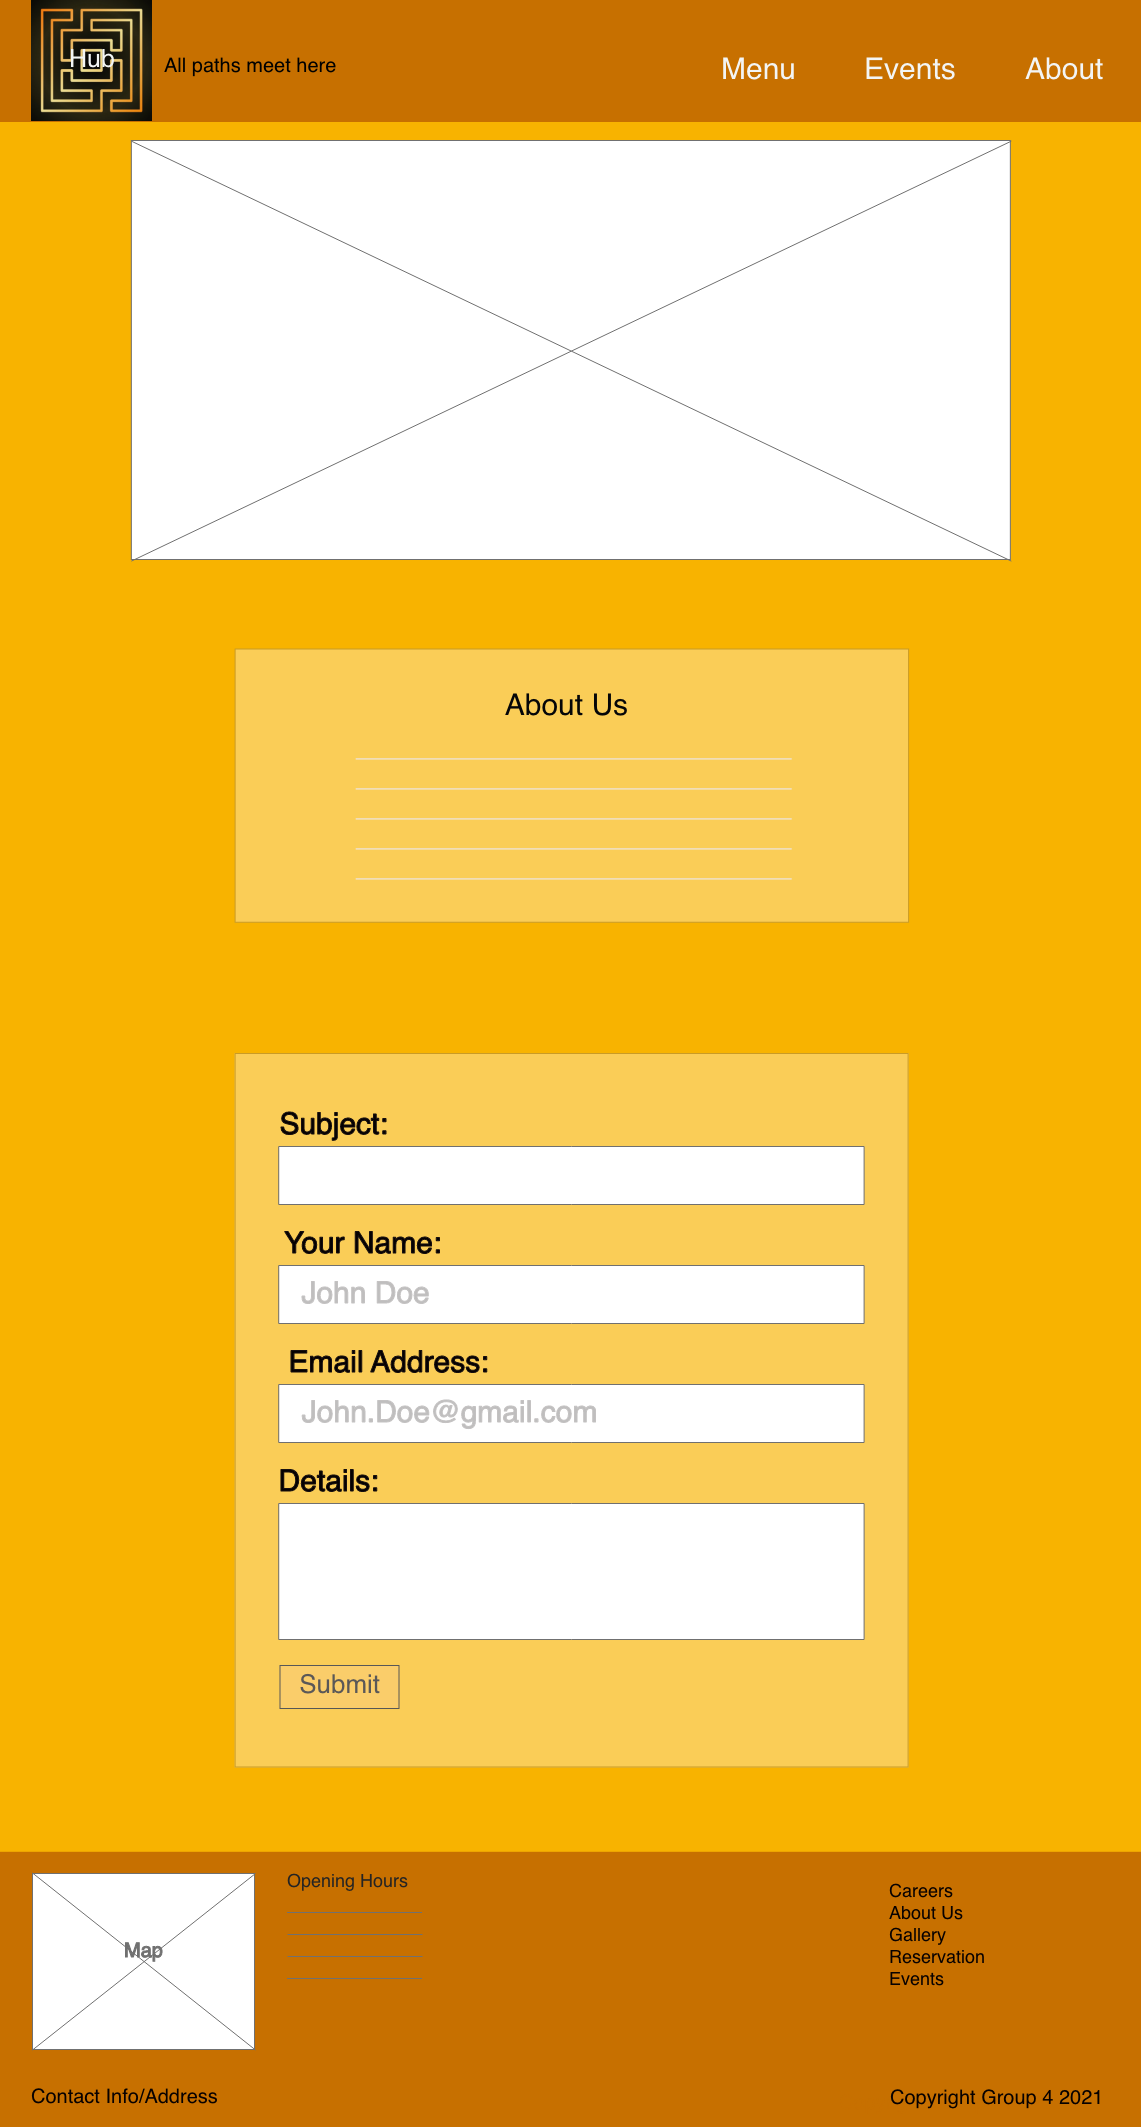 Hub
All paths meet here
Menu
Events
About
About Us
Subject:
Your Name:
John Doe
Email Address:
John.Doe@gmail.com
Details:
Submit
Map
Opening Hours
Careers
About Us
Gallery
Reservation
Events
Contact Info/Address
Copyright Group 4 2021